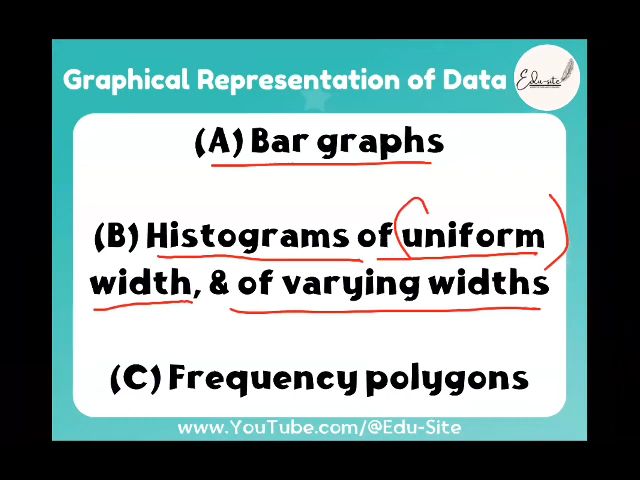 Graphical Representation of Data
Edu-site
(A) Bar graphs
(B) Histograms of uniform
width, & of varying widths
(C) Frequency polygons
www.YouTube.com/@Edu-Site